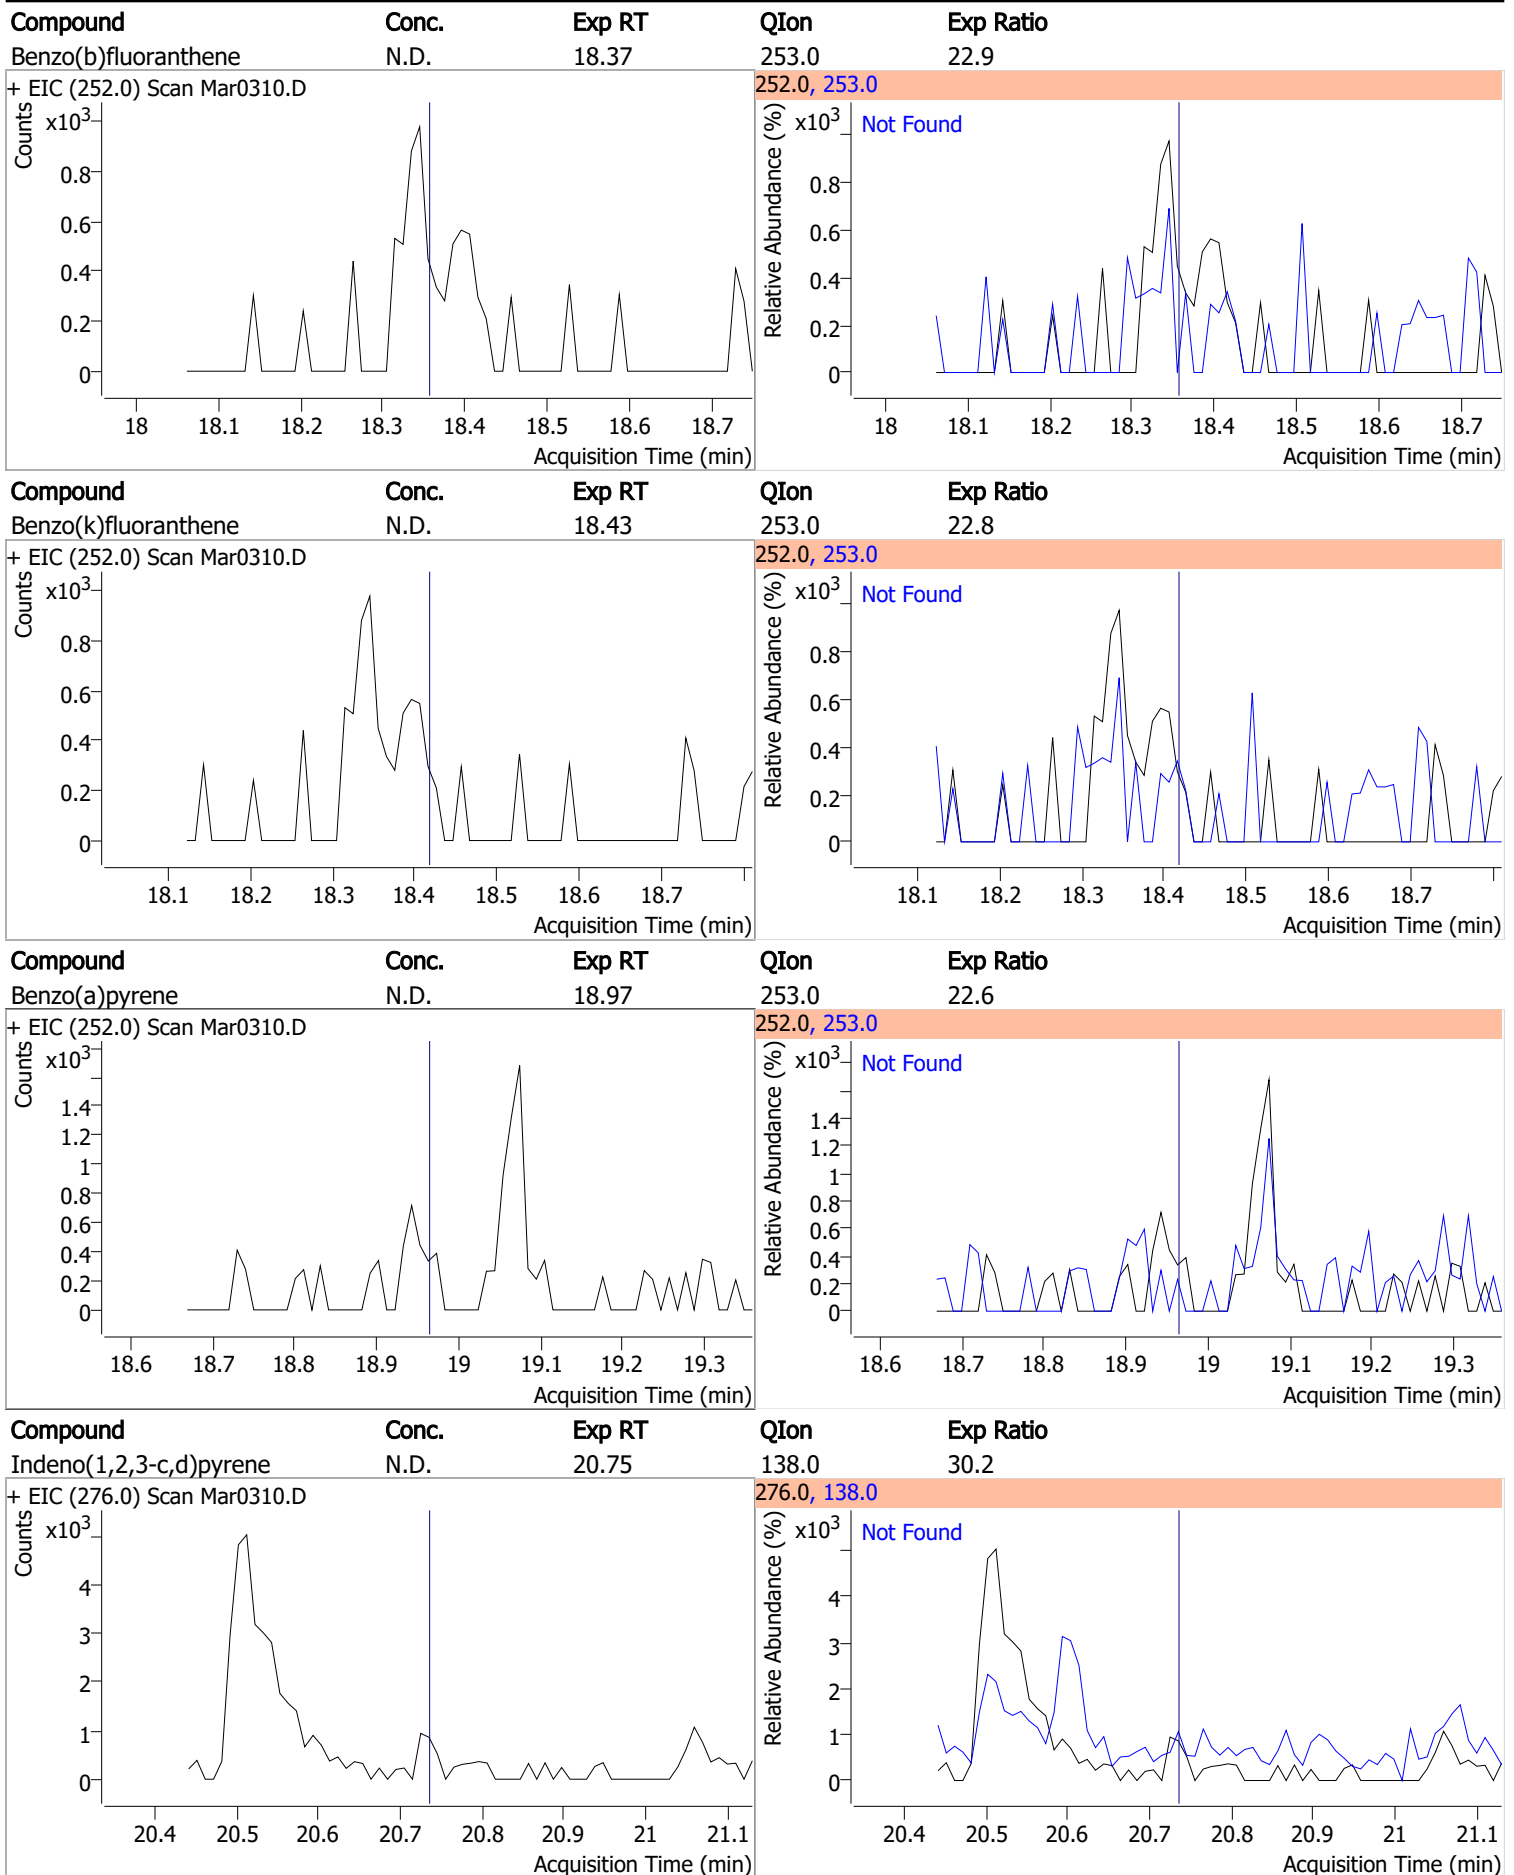 Compound Conc. Exp RT QIon Exp Ratio
Benzo(b)fluoranthene N.D. 18.37 253.0 22.9
+ EIC (252.0) Scan Mar0310.D
Counts
x10³
0.8
0.6
0.4
0.2
0
18 18.1 18.2 18.3 18.4 18.5 18.6 18.7
Acquisition Time (min)
252.0, 253.0
Relative Abundance (%)
x10³
Not Found
0.8
0.6
0.4
0.2
0
18 18.1 18.2 18.3 18.4 18.5 18.6 18.7
Acquisition Time (min)
Compound Conc. Exp RT QIon Exp Ratio
Benzo(k)fluoranthene N.D. 18.43 253.0 22.8
+ EIC (252.0) Scan Mar0310.D
Counts
x10³
0.8
0.6
0.4
0.2
0
18.1 18.2 18.3 18.4 18.5 18.6 18.7
Acquisition Time (min)
252.0, 253.0
Relative Abundance (%)
x10³
Not Found
0.8
0.6
0.4
0.2
0
18.1 18.2 18.3 18.4 18.5 18.6 18.7
Acquisition Time (min)
Compound Conc. Exp RT QIon Exp Ratio
Benzo(a)pyrene N.D. 18.97 253.0 22.6
+ EIC (252.0) Scan Mar0310.D
Counts
x10³
1.4
1.2
1
0.8
0.6
0.4
0.2
0
18.6 18.7 18.8 18.9 19 19.1 19.2 19.3
Acquisition Time (min)
252.0, 253.0
Relative Abundance (%)
x10³
Not Found
1.4
1.2
1
0.8
0.6
0.4
0.2
0
18.6 18.7 18.8 18.9 19 19.1 19.2 19.3
Acquisition Time (min)
Compound Conc. Exp RT QIon Exp Ratio
Indeno(1,2,3-c,d)pyrene N.D. 20.75 138.0 30.2
+ EIC (276.0) Scan Mar0310.D
Counts
x10³
4
3
2
1
0
20.4 20.5 20.6 20.7 20.8 20.9 21 21.1
Acquisition Time (min)
276.0, 138.0
Relative Abundance (%)
x10³
Not Found
4
3
2
1
0
20.4 20.5 20.6 20.7 20.8 20.9 21 21.1
Acquisition Time (min)